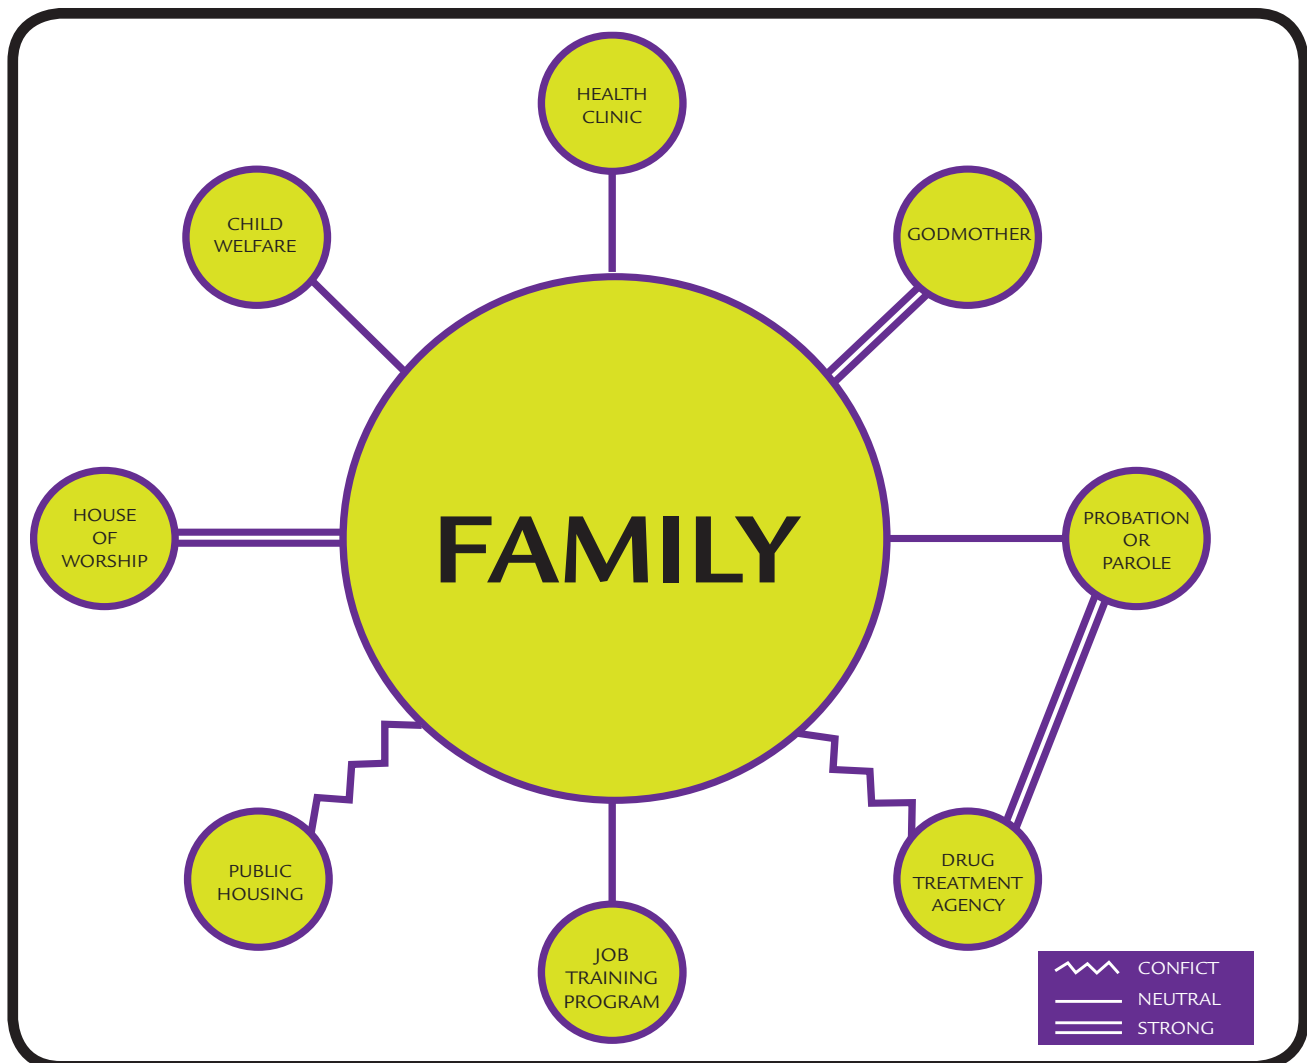 HEALTH
CLINIC
CHILD
WELFARE
GODMOTHER
HOUSE
OF
WORSHIP
FAMILY
PROBATION
OR
PAROLE
PUBLIC
HOUSING
DRUG
TREATMENT
AGENCY
JOB
TRAINING
PROGRAM
CONFICT
NEUTRAL
STRONG